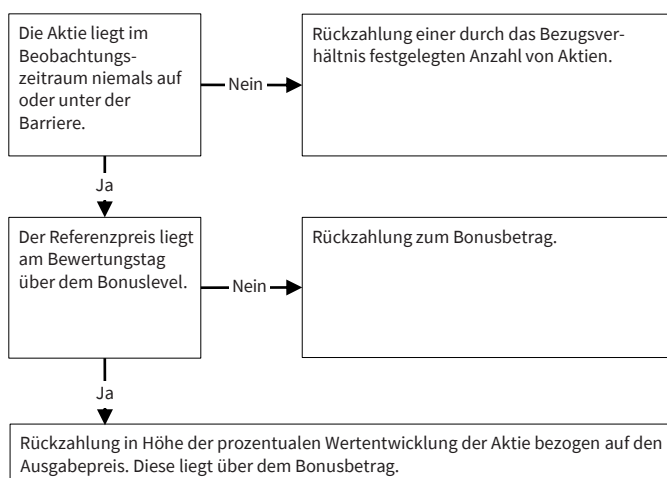 Die Aktie liegt im
Beobachtungs-
zeitraum niemals auf
oder unter der
Barriere.
Nein
Rückzahlung einer durch das Bezugsver-
hältnis festgelegten Anzahl von Aktien.
Ja
Der Referenzpreis liegt
am Bewertungstag
über dem Bonuslevel.
Nein
Rückzahlung zum Bonusbetrag.
Ja
Rückzahlung in Höhe der prozentualen Wertentwicklung der Aktie bezogen auf den
Ausgabepreis. Diese liegt über dem Bonusbetrag.